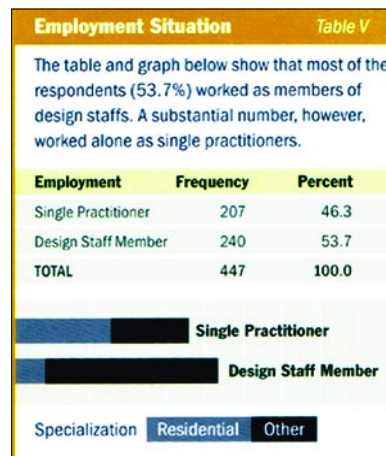 Employment Situation Table V
The table and graph below show that most of the
respondents (53.7%) worked as members of
design staffs. A substantial number, however,
worked alone as single practitioners.
Employment Frequency Percent
Single Practitioner 207 46.3
Design Staff Member 240 53.7
TOTAL 447 100.0
Single Practitioner
Design Staff Member
Specialization Residential Other